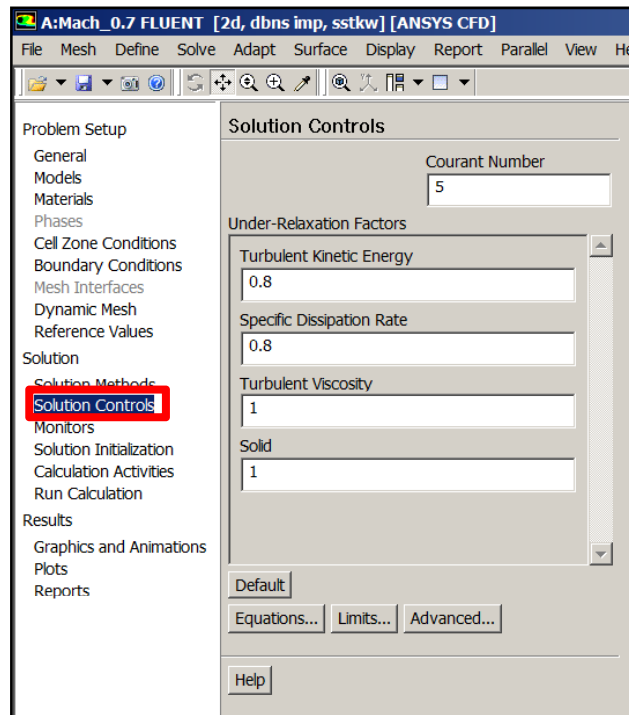 A:Mach_0.7 FLUENT [2d, dbns imp, sstkw] [ANSYS CFD]
File Mesh Define Solve Adapt Surface Display Report Parallel View
Problem Setup
General
Models
Materials
Phases
Cell Zone Conditions
Boundary Conditions
Mesh Interfaces
Dynamic Mesh
Reference Values
Solution
Solution Methods
Solution Controls
Monitors
Solution Initialization
Calculation Activities
Run Calculation
Results
Graphics and Animations
Plots
Reports
Solution Controls
Courant Number
5
Under-Relaxation Factors
Turbulent Kinetic Energy
0.8
Specific Dissipation Rate
0.8
Turbulent Viscosity
1
Solid
1
Default
Equations... Limits... Advanced...
Help